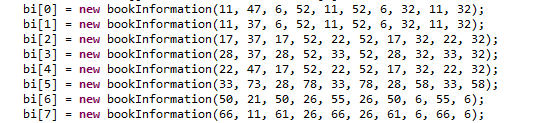 bi[0] = new bookInformation(11, 47, 6, 52, 11, 52, 6, 32, 11, 32);
bi[1] = new bookInformation(11, 37, 6, 52, 11, 52, 6, 32, 11, 32);
bi[2] = new bookInformation(17, 37, 17, 52, 22, 52, 17, 32, 22, 32);
bi[3] = new bookInformation(28, 37, 28, 52, 33, 52, 28, 32, 33, 32);
bi[4] = new bookInformation(22, 47, 17, 52, 22, 52, 17, 32, 22, 32);
bi[5] = new bookInformation(33, 73, 28, 78, 33, 78, 28, 58, 33, 58);
bi[6] = new bookInformation(50, 21, 50, 26, 55, 26, 50, 6, 55, 6);
bi[7] = new bookInformation(66, 11, 61, 26, 66, 26, 61, 6, 66, 6);